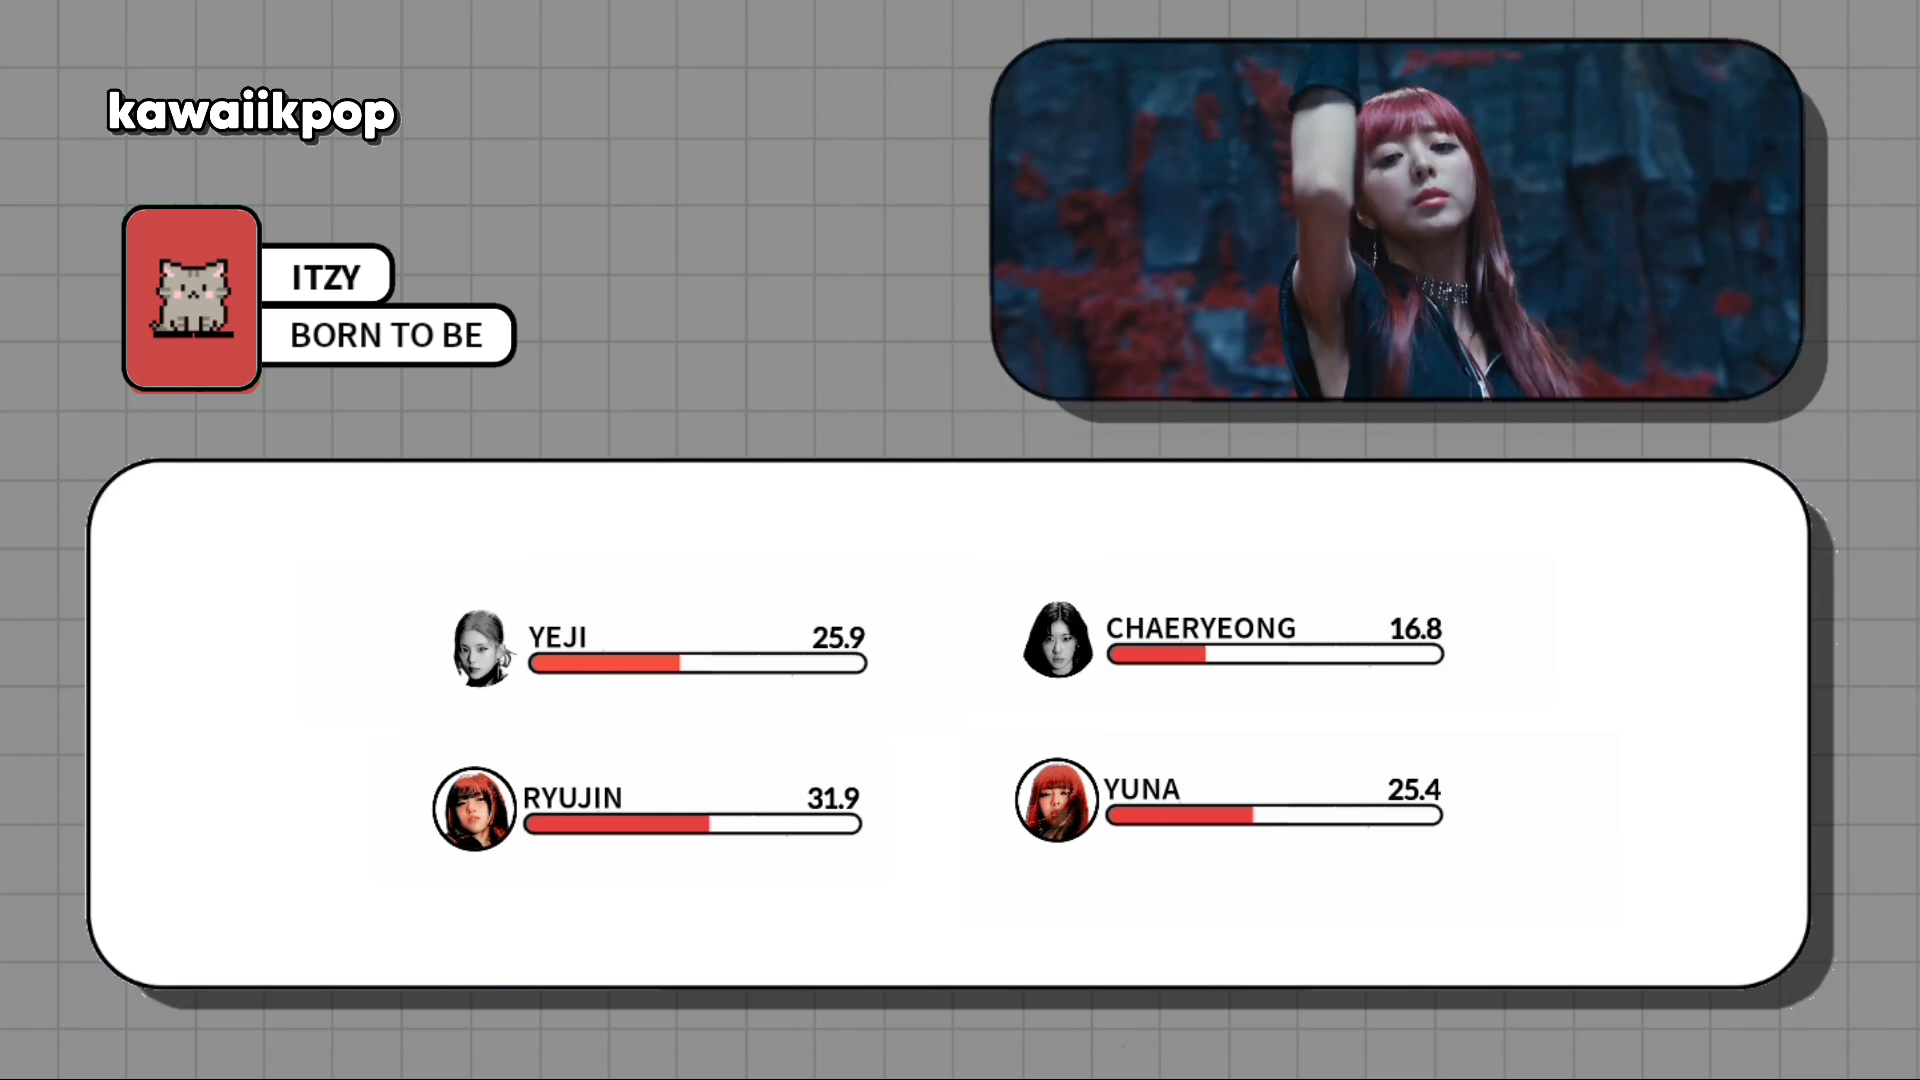 kawaiikpop
ITZY
BORN TO BE
YEJI 25.9
CHAERYEONG 16.8
RYUJIN 31.9
YUNA 25.4